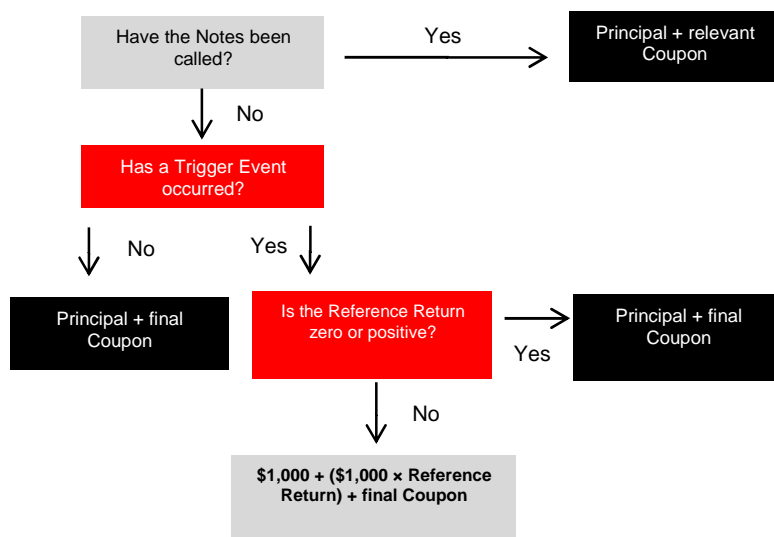 Have the Notes been
called?
Yes
Principal + relevant
Coupon
No
Has a Trigger Event
occurred?
No
Yes
Principal + final
Coupon
Is the Reference Return
zero or positive?
Yes
Principal + final
Coupon
No
$1,000 + ($1,000 × Reference
Return) + final Coupon